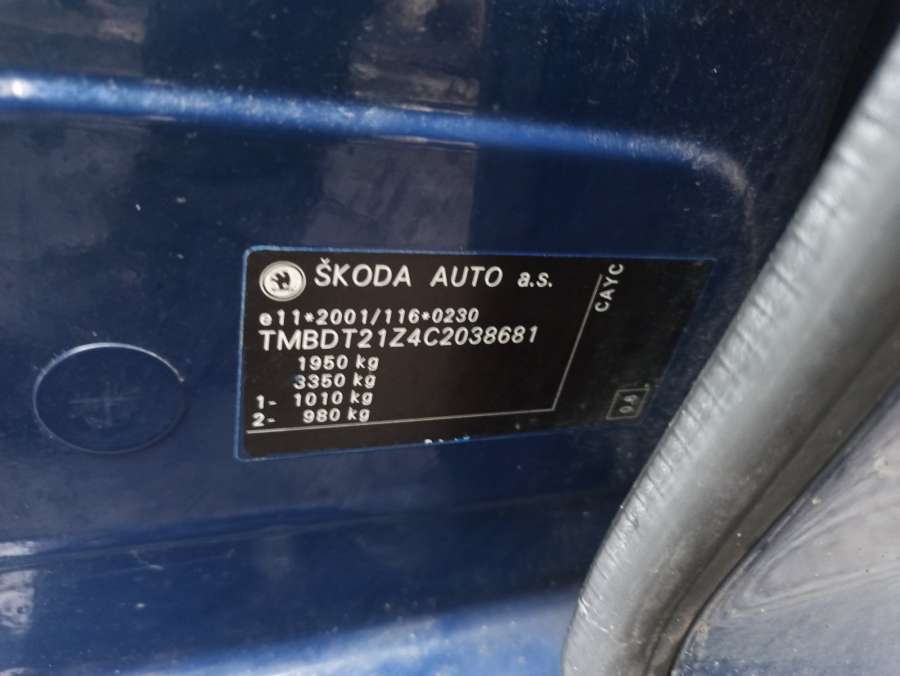 ŠKODA AUTO a.s.
CAYC
e11*2001/116*0230
TMBDT21Z4C2038681
1950 kg
3350 kg
1- 1010 kg
2- 980 kg